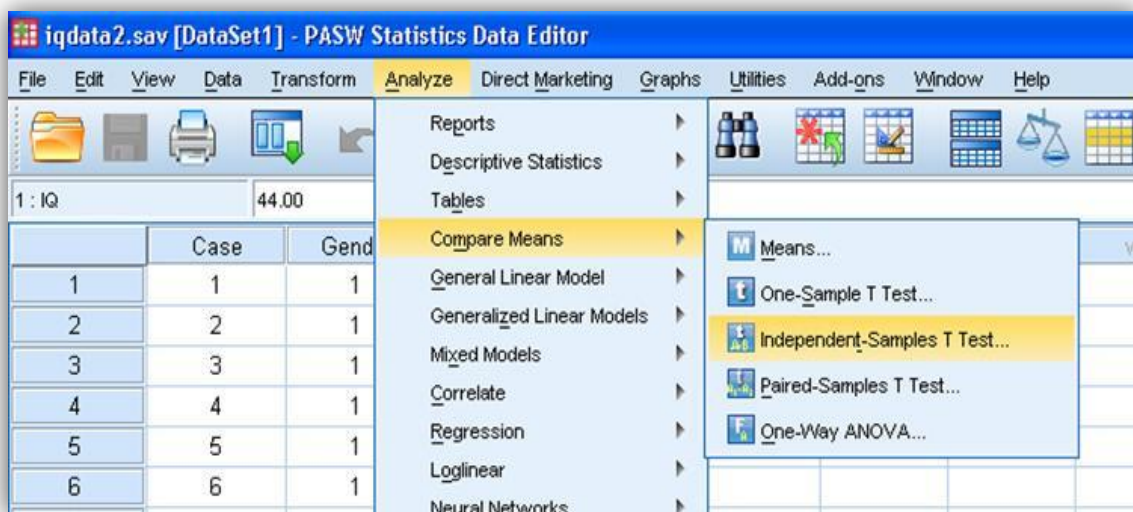 iqdata2.sav [DataSet1] - PASW Statistics Data Editor
File Edit View Data Transform Analyze Direct Marketing Graphs Utilities Add-ons Window Help
1 : IQ 44.00
Case Gend
1 1 1
2 2 1
3 3 1
4 4 1
5 5 1
6 6 1
Reports
Descriptive Statistics
Tables
Compare Means
General Linear Model
Generalized Linear Models
Mixed Models
Correlate
Regression
Loglinear
Neural Networks
Means...
One-Sample T Test...
Independent-Samples T Test...
Paired-Samples T Test...
One-Way ANOVA...